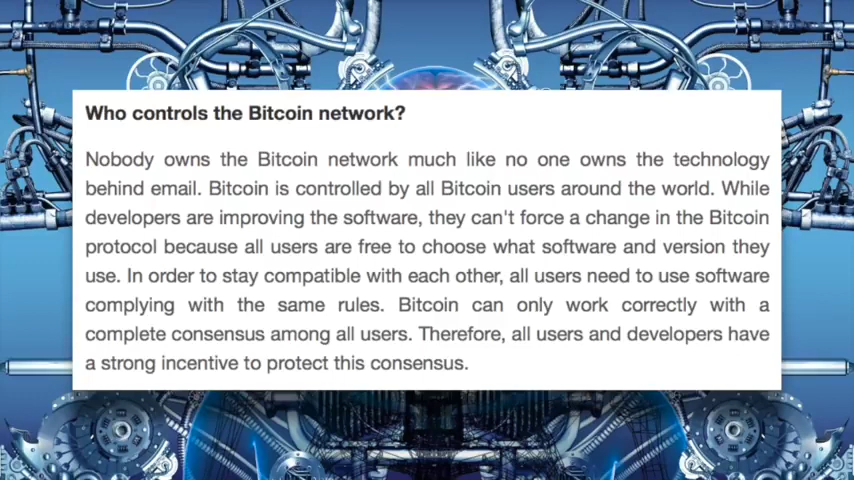 Who controls the Bitcoin network?
Nobody owns the Bitcoin network much like no one owns the technology
behind email. Bitcoin is controlled by all Bitcoin users around the world. While
developers are improving the software, they can't force a change in the Bitcoin
protocol because all users are free to choose what software and version they
use. In order to stay compatible with each other, all users need to use software
complying with the same rules. Bitcoin can only work correctly with a
complete consensus among all users. Therefore, all users and developers have
a strong incentive to protect this consensus.